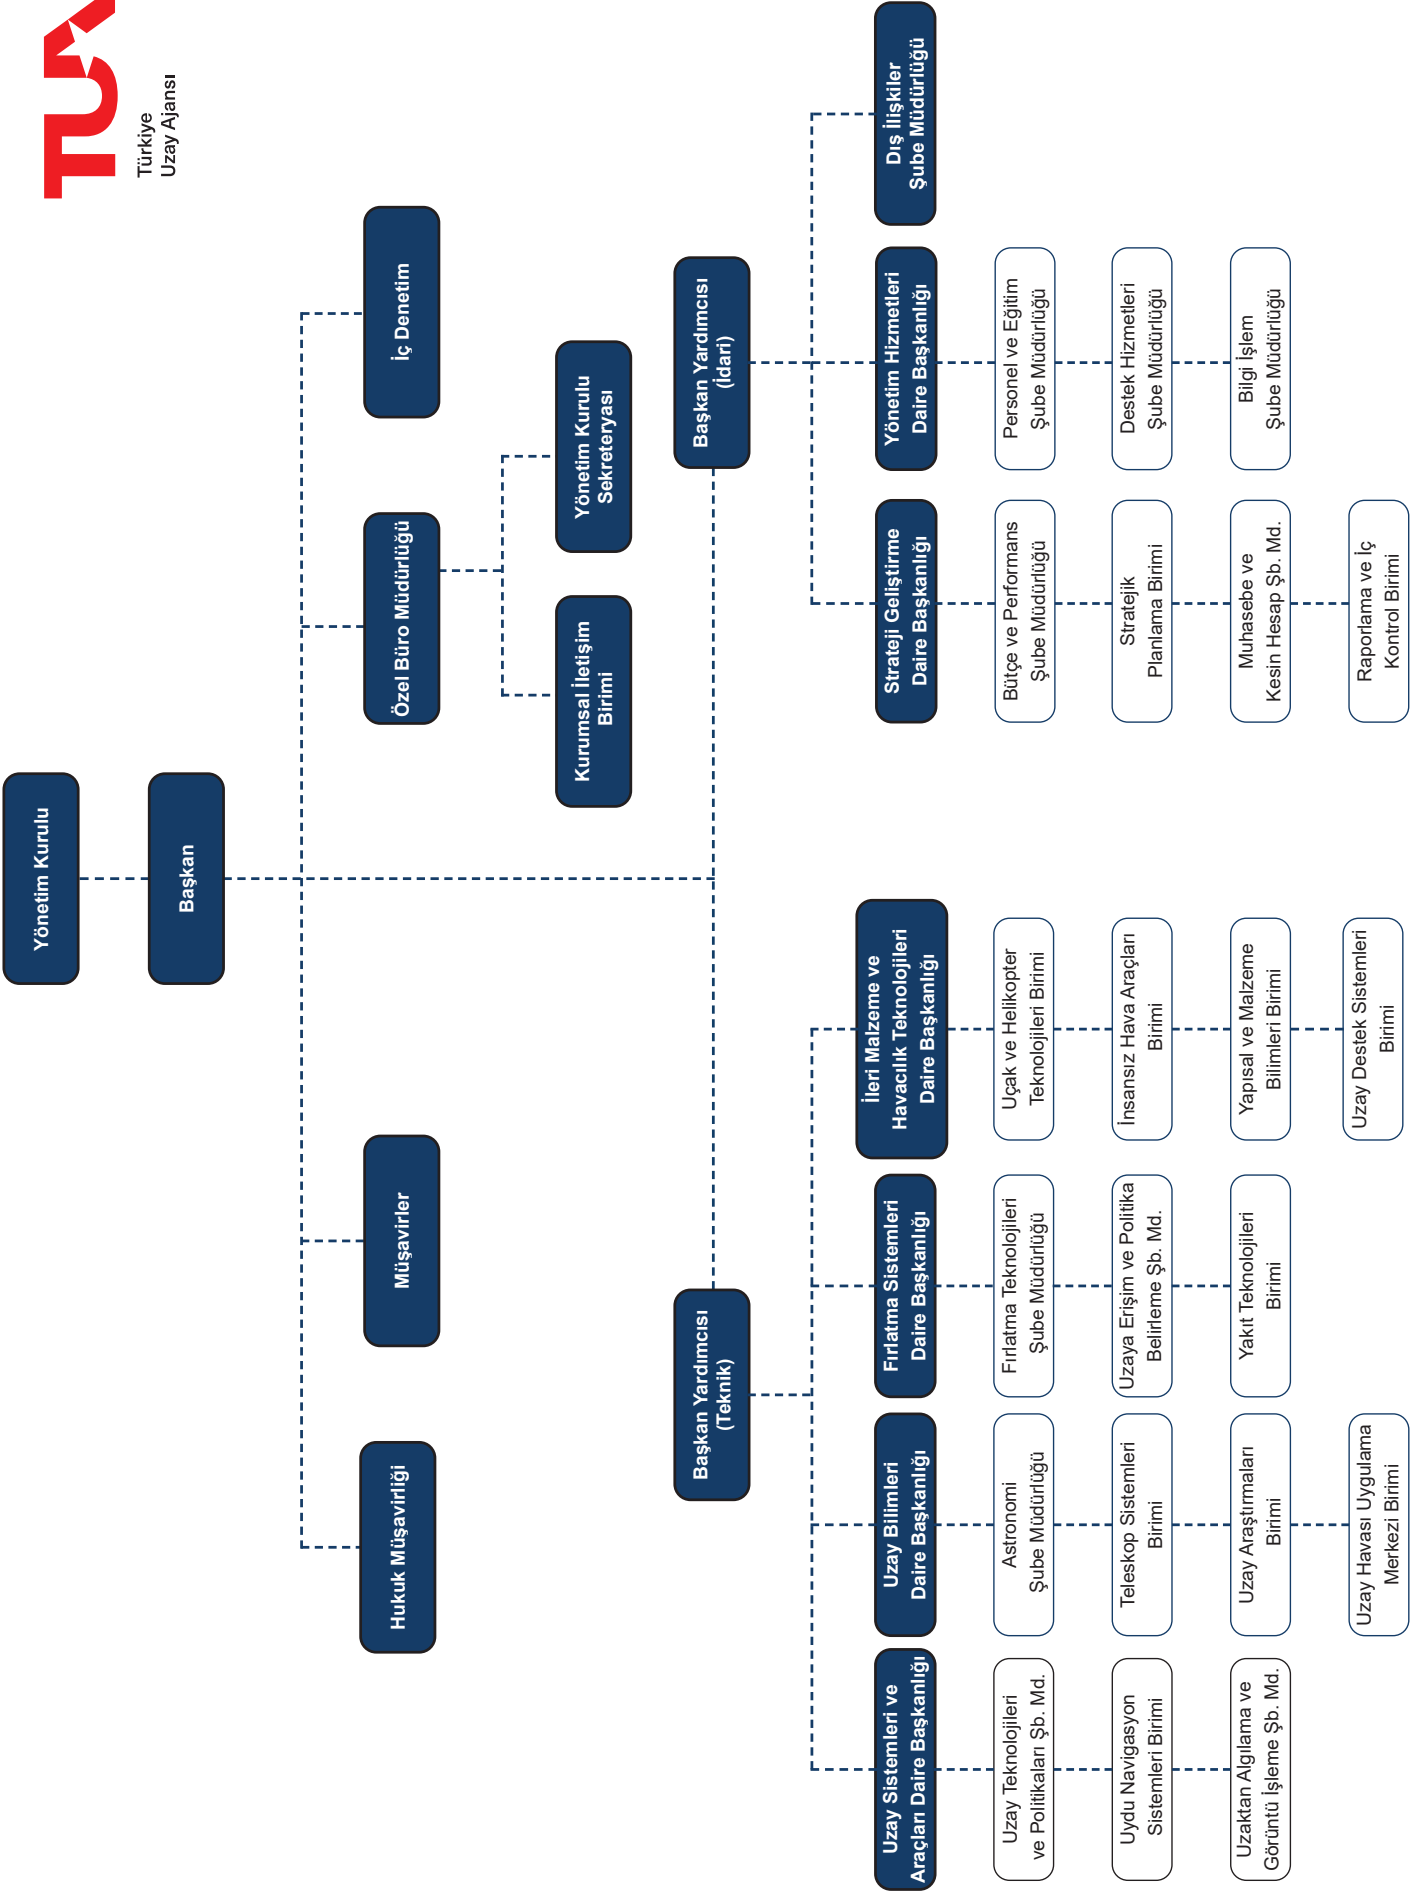 TUA
Türkiye
Uzay Ajansı
Yönetim Kurulu
Başkan
Hukuk Müşavirliği
Müşavirler
Özel Büro Müdürlüğü
İç Denetim
Kurumsal İletişim
Birimi
Yönetim Kurulu
Sekreteryası
Başkan Yardımcısı
(Teknik)
Başkan Yardımcısı
(İdari)
Uzay Sistemleri ve
Araçları Daire Başkanlığı
Uzay Teknolojileri
ve Politikaları Şb. Md.
Uydu Navigasyon
Sistemleri Birimi
Uzaktan Algılama ve
Görüntü İşleme Şb. Md.
Uzay Bilimleri
Daire Başkanlığı
Astronomi
Şube Müdürlüğü
Teleskop Sistemleri
Birimi
Uzay Araştırmaları
Birimi
Uzay Havası Uygulama
Merkezi Birimi
Fırlatma Sistemleri
Daire Başkanlığı
Fırlatma Teknolojileri
Şube Müdürlüğü
Uzaya Erişim ve Politika
Belirleme Şb. Md.
Yakıt Teknolojileri
Birimi
İleri Malzeme ve
Havacılık Teknolojileri
Daire Başkanlığı
Uçak ve Helikopter
Teknolojileri Birimi
İnsansız Hava Araçları
Birimi
Yapısal ve Malzeme
Bilimleri Birimi
Uzay Destek Sistemleri
Birimi
Strateji Geliştirme
Daire Başkanlığı
Bütçe ve Performans
Şube Müdürlüğü
Stratejik
Planlama Birimi
Muhasebe ve
Kesin Hesap Şb. Md.
Raporlama ve İç
Kontrol Birimi
Yönetim Hizmetleri
Daire Başkanlığı
Personel ve Eğitim
Şube Müdürlüğü
Destek Hizmetleri
Şube Müdürlüğü
Bilgi İşlem
Şube Müdürlüğü
Dış İlişkiler
Şube Müdürlüğü